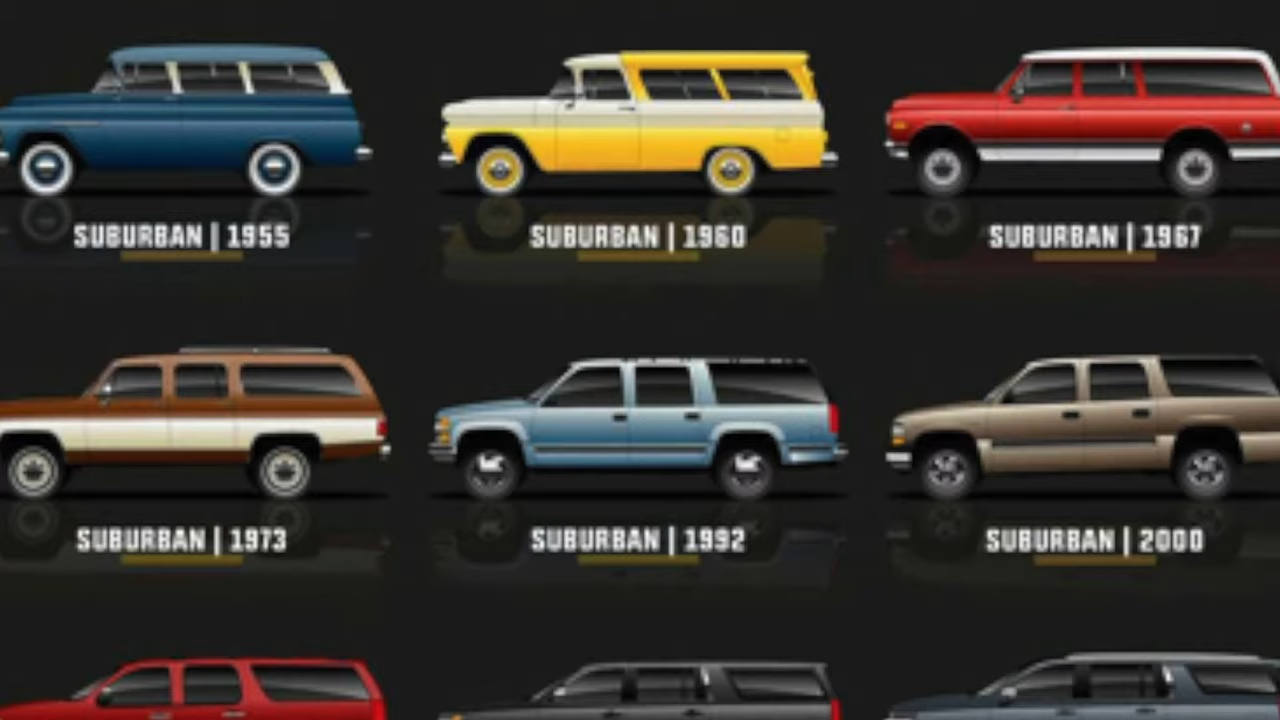 SUBURBAN | 1955
SUBURBAN | 1960
SUBURBAN | 1967
SUBURBAN | 1973
SUBURBAN | 1992
SUBURBAN | 2000